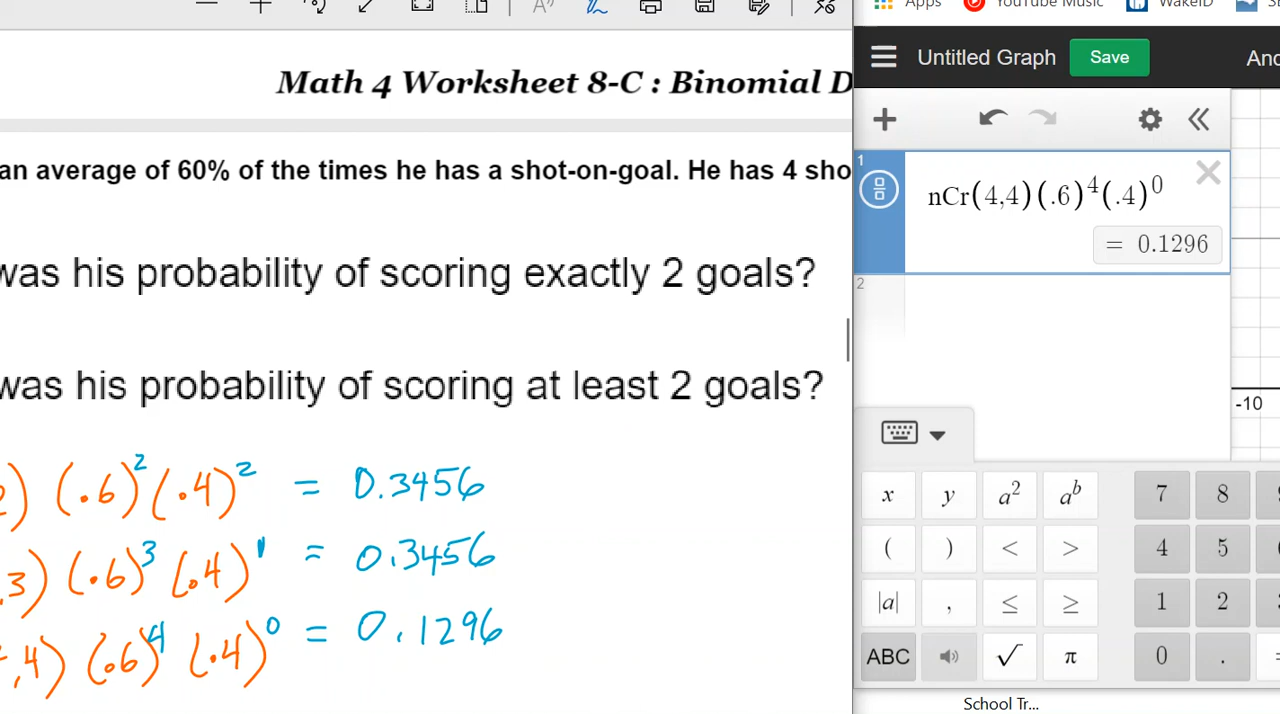 Apps YouTube Music WakeID
Math 4 Worksheet 8-C : Binomial D
an average of 60% of the times he has a shot-on-goal. He has 4 sho
was his probability of scoring exactly 2 goals?
was his probability of scoring at least 2 goals?
2) (.6)² (.4)² = 0.3456
,3) (.6)³ (.4)¹ = 0.3456
,4) (.6)⁴ (.4)⁰ = 0.1296
Untitled Graph Save Ano
1
nCr(4,4)(.6)⁴(.4)⁰
= 0.1296
2
-10
x y a² aᵇ 7 8 9
( ) < > 4 5
|a| , ≤ ≥ 1 2
ABC √ π 0 . =
School Tr...